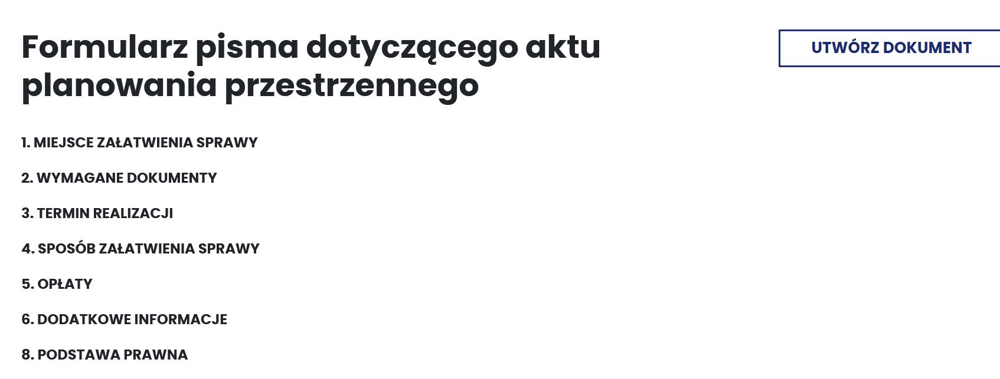 Formularz pisma dotyczącego aktu
planowania przestrzennego
UTWÓRZ DOKUMENT
1. MIEJSCE ZAŁATWIENIA SPRAWY
2. WYMAGANE DOKUMENTY
3. TERMIN REALIZACJI
4. SPOSÓB ZAŁATWIENIA SPRAWY
5. OPŁATY
6. DODATKOWE INFORMACJE
8. PODSTAWA PRAWNA